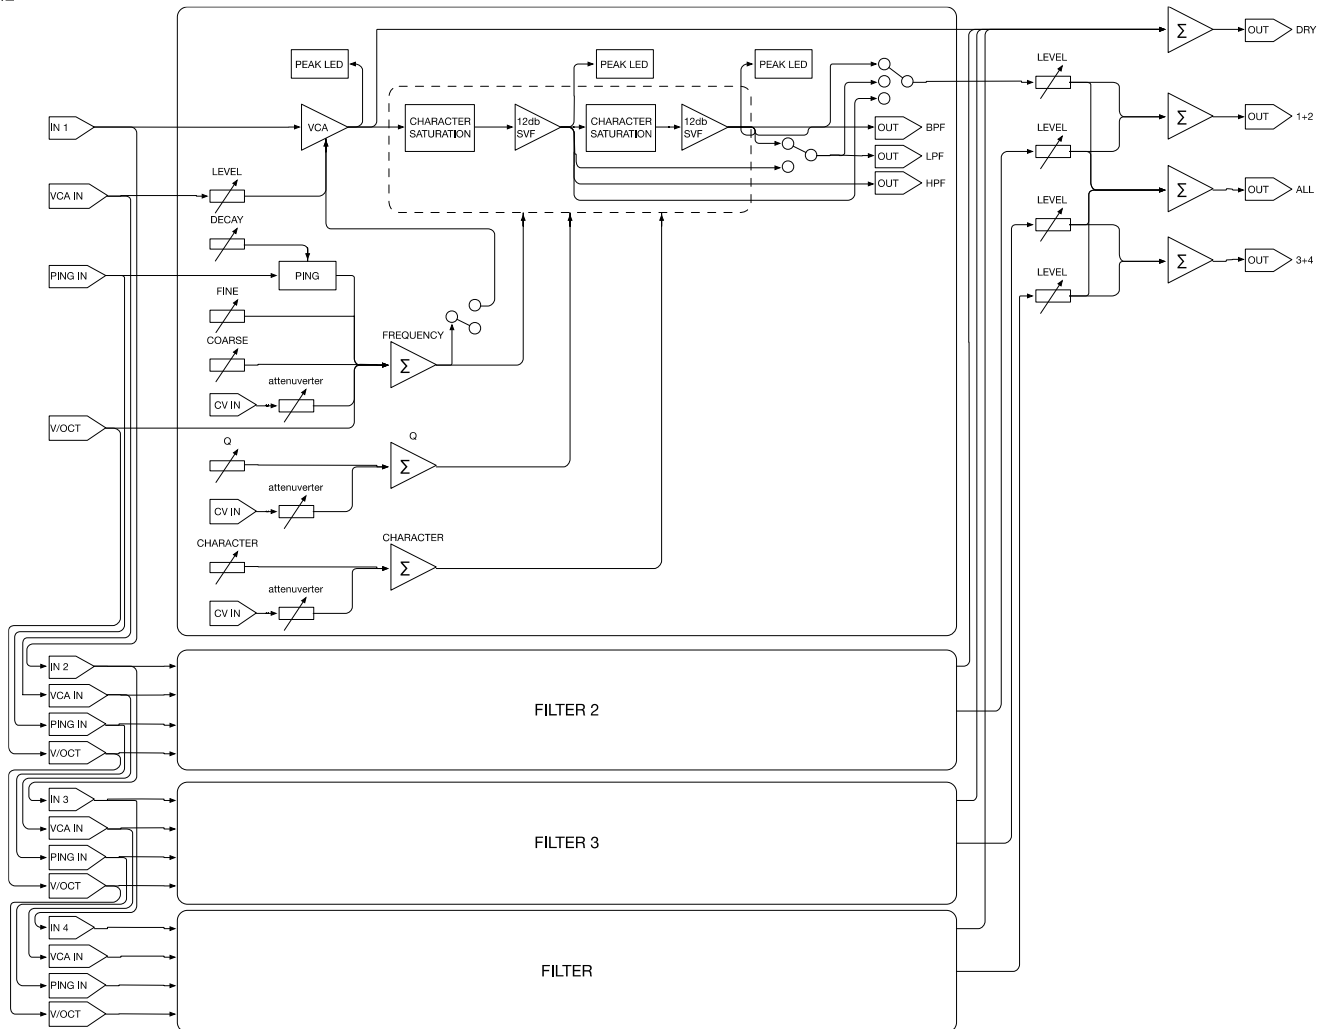 PEAK LED
PEAK LED
PEAK LED
LEVEL
OUT
DRY
IN 1
VCA
CHARACTER
SATURATION
12db
SVF
CHARACTER
SATURATION
12db
SVF
OUT
BPF
OUT
LPF
OUT
HPF
Σ
Σ
OUT
1+2
LEVEL
VCA IN
LEVEL
Σ
OUT
ALL
LEVEL
DECAY
PING IN
PING
Σ
OUT
3+4
LEVEL
FINE
COARSE
FREQUENCY
Σ
attenuverter
CV IN
V/OCT
Q
Q
Σ
attenuverter
CV IN
CHARACTER
CHARACTER
Σ
attenuverter
CV IN
IN 2
VCA IN
PING IN
V/OCT
FILTER 2
IN 3
VCA IN
PING IN
V/OCT
FILTER 3
IN 4
VCA IN
PING IN
V/OCT
FILTER